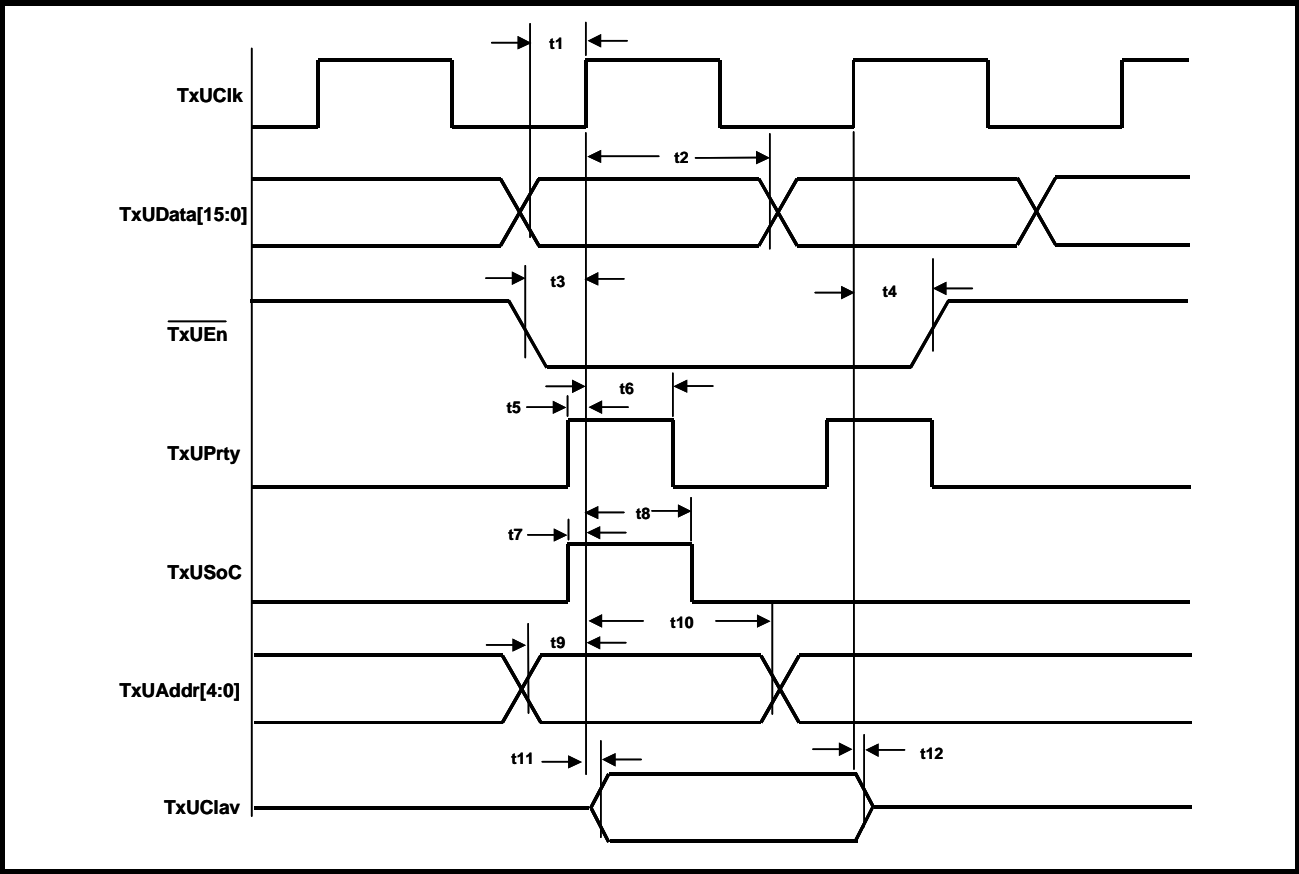 t1
TxUClk
t2
TxUData[15:0]
t3
t4
TxUEn
t6
t5
TxUPrty
t8
t7
TxUSoC
t10
t9
TxUAddr[4:0]
t11
t12
TxUClav